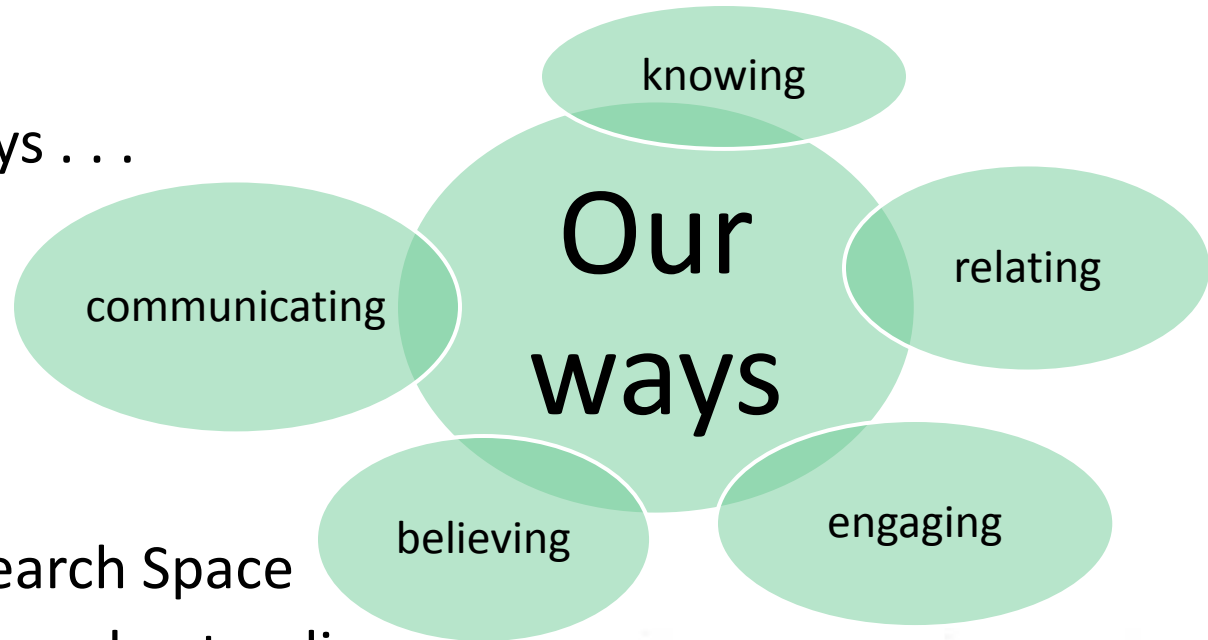 knowing
ys . . .
Our
relating
communicating
ways
engaging
believing
earch Space